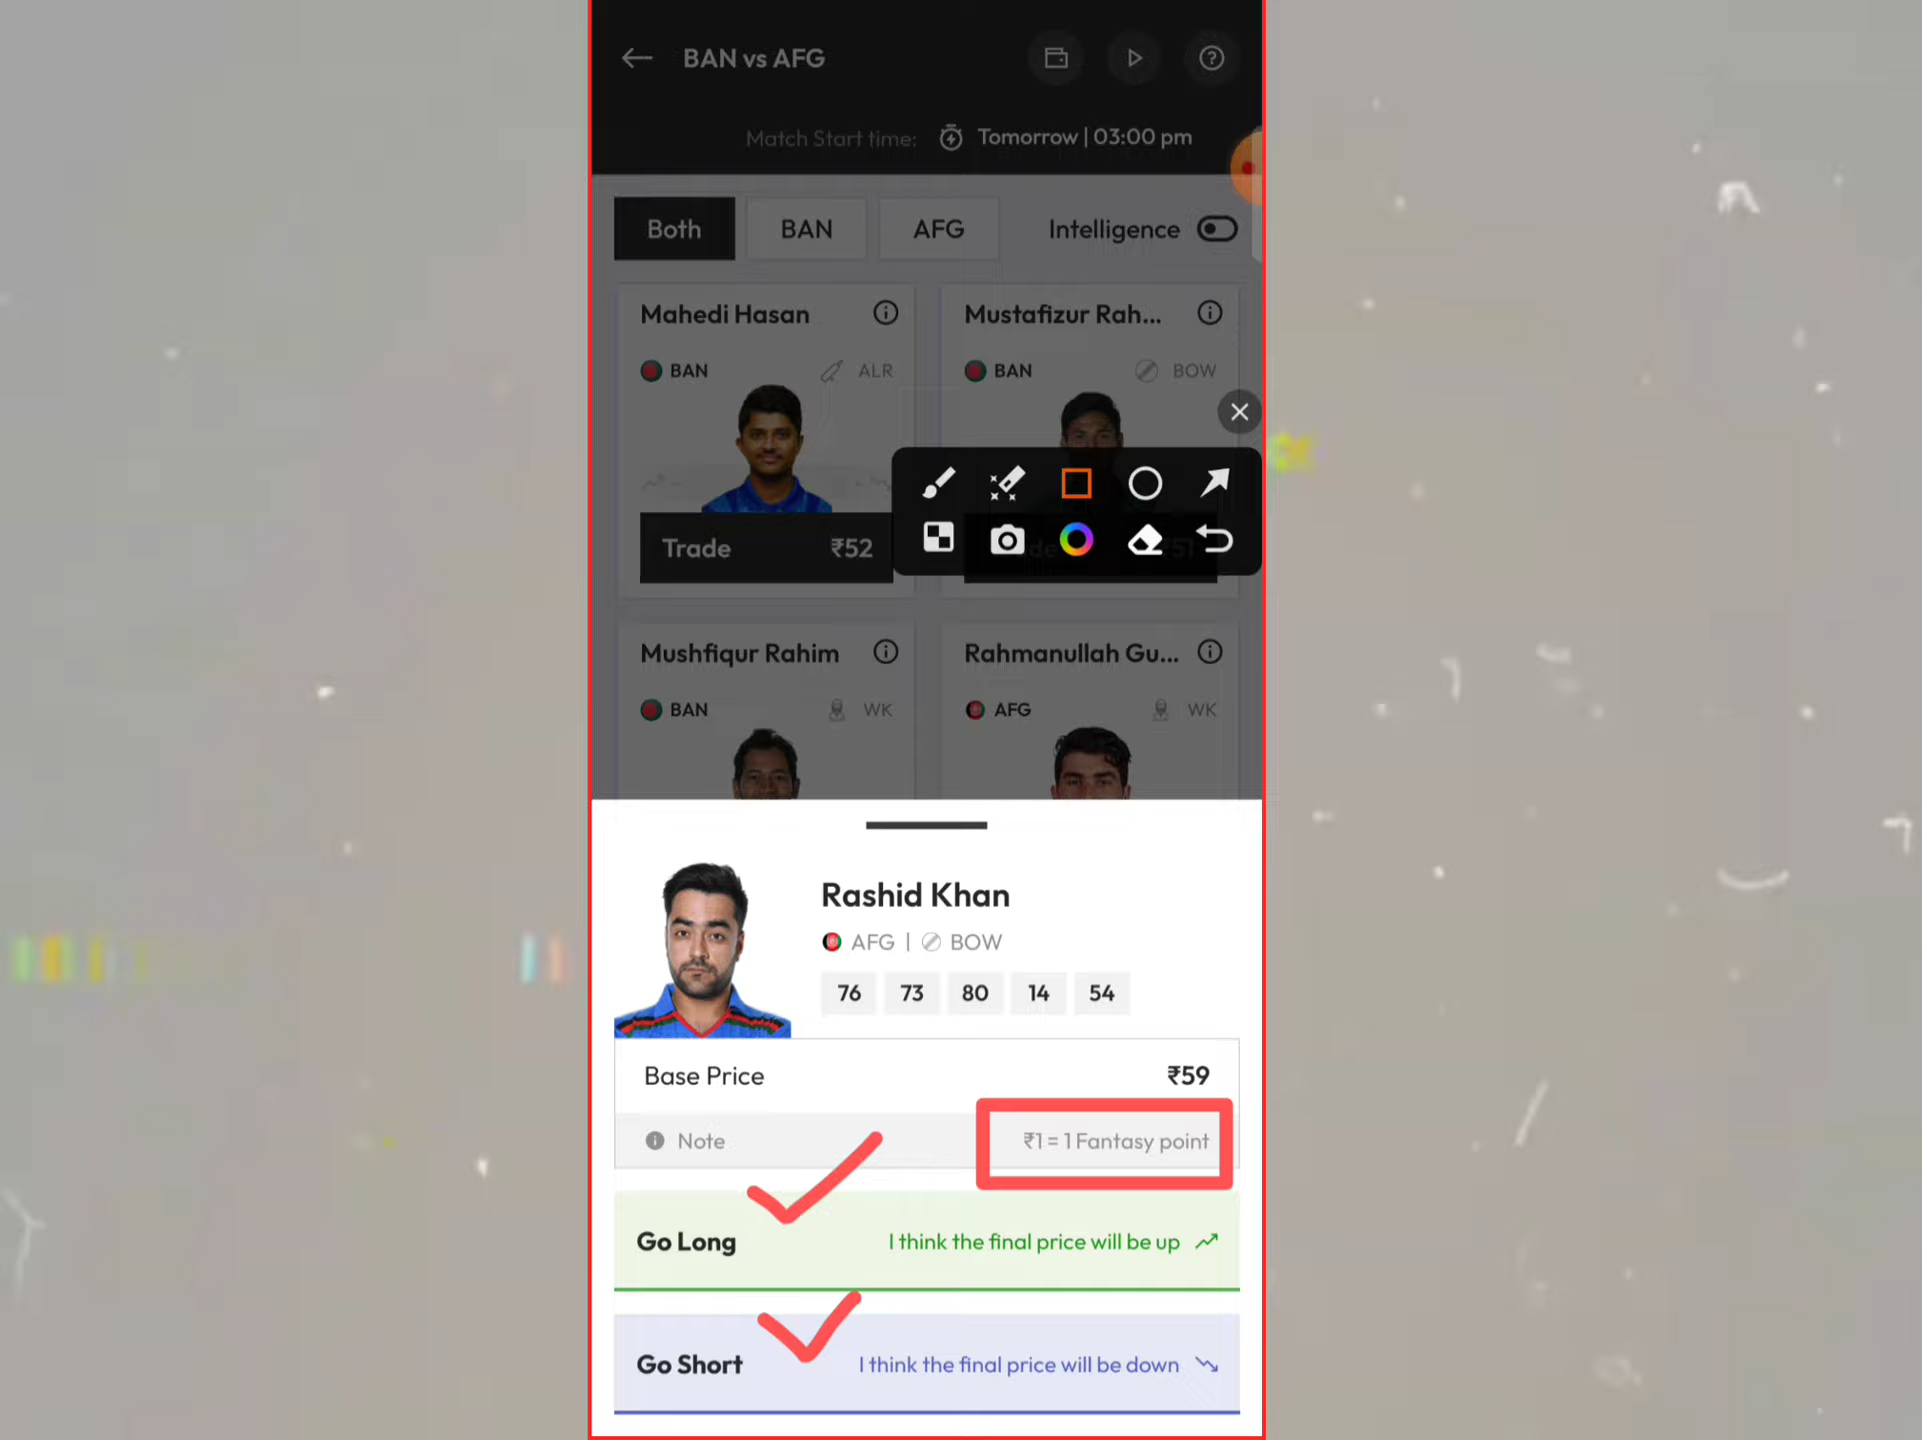 BAN vs AFG
Match Start time: Tomorrow | 03:00 pm
Both BAN AFG Intelligence
Mahedi Hasan Mustafizur Rah...
BAN ALR BAN BOW
Trade ₹52
Mushfiqur Rahim Rahmanullah Gu...
BAN WK AFG WK
Rashid Khan
AFG | BOW
76 73 80 14 54
Base Price ₹59
Note ₹1 = 1 Fantasy point
Go Long I think the final price will be up
Go Short I think the final price will be down